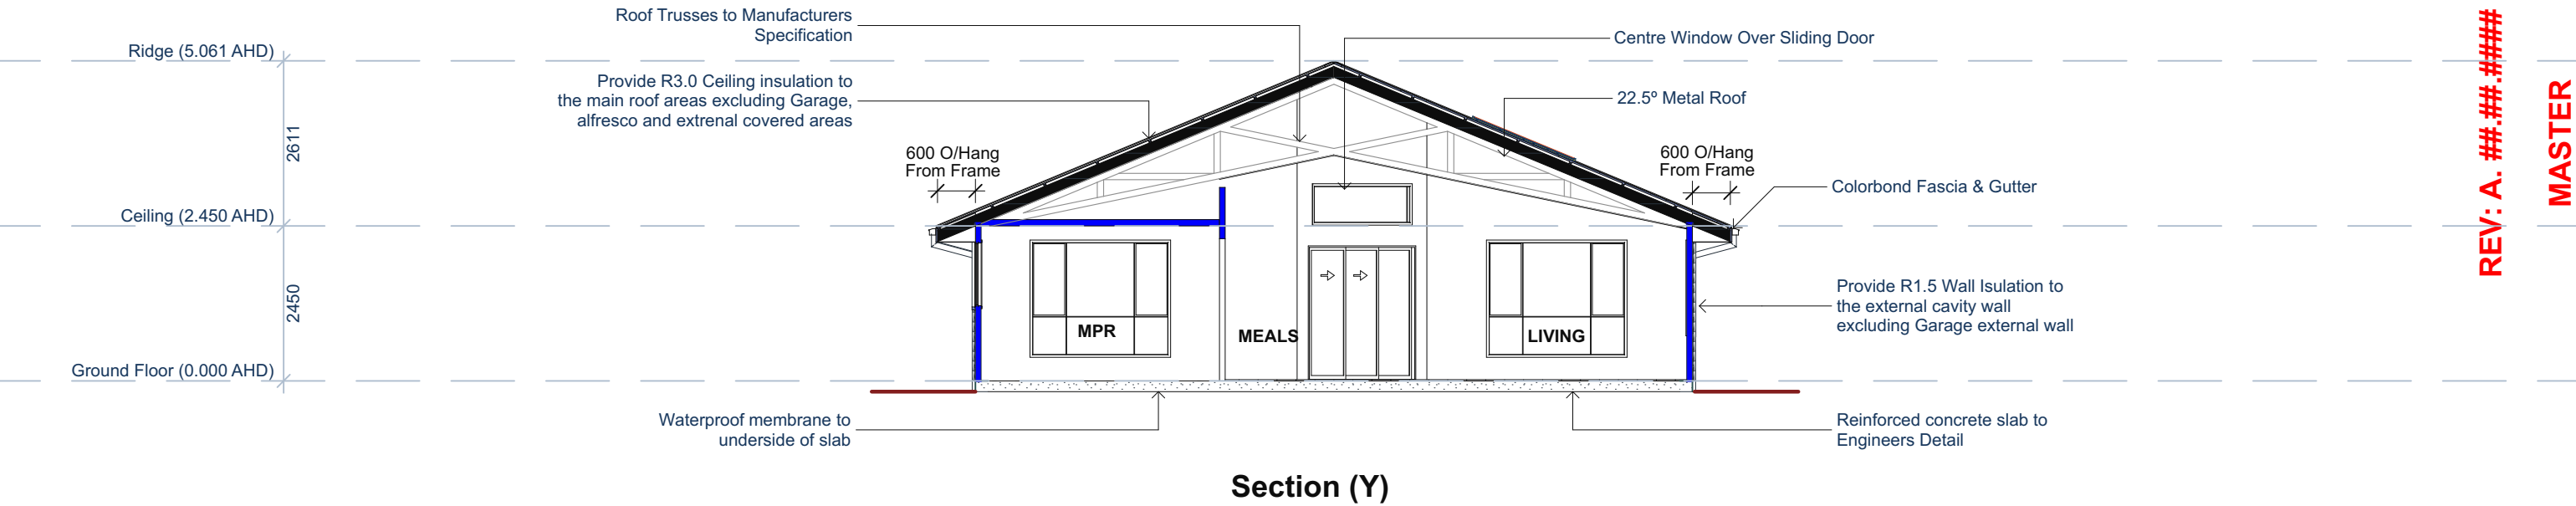 Roof Trusses to Manufacturers
Specification
Ridge (5.061 AHD)
Centre Window Over Sliding Door
Provide R3.0 Ceiling insulation to
the main roof areas excluding Garage,
alfresco and extrenal covered areas
22.5º Metal Roof
2611
600 O/Hang
From Frame
600 O/Hang
From Frame
Colorbond Fascia & Gutter
Ceiling (2.450 AHD)
2450
Provide R1.5 Wall Isulation to
the external cavity wall
excluding Garage external wall
MPR
MEALS
LIVING
Ground Floor (0.000 AHD)
Waterproof membrane to
underside of slab
Reinforced concrete slab to
Engineers Detail
Section (Y)
REV: A. ##.##.####
MASTER